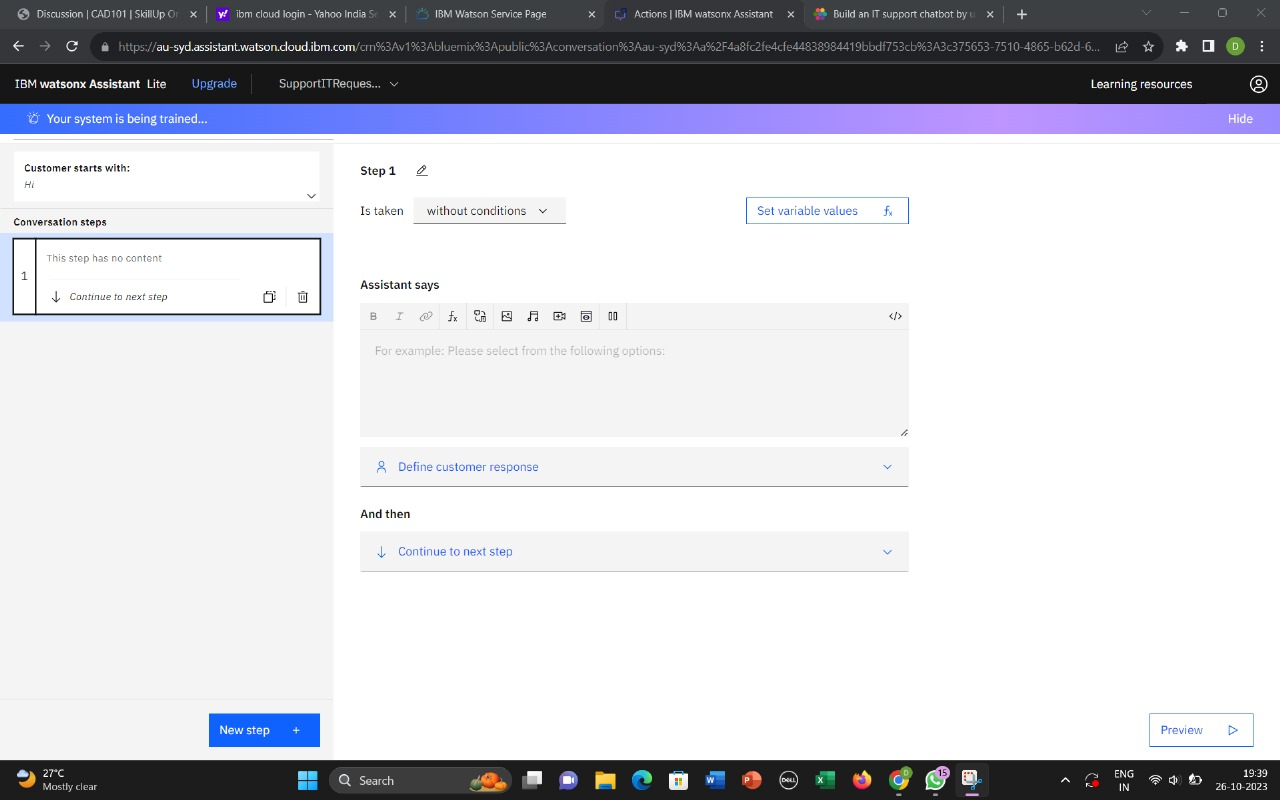 Discussion | CAD101 | SkillUp On
ibm cloud login - Yahoo India Se
IBM Watson Service Page
Actions | IBM watsonx Assistant
Build an IT support chatbot by u
https://au-syd.assistant.watson.cloud.ibm.com/crn%3Av1%3Abluemix%3Apublic%3Aconversation%3Aau-syd%3Aa%2F4a8fc2fe4cfe44838984419bbdf753cb%3A3c375653-7510-4865-b62d-6...
D
IBM watsonx Assistant Lite
Upgrade
SupportITReques...
Learning resources
Your system is being trained...
Hide
Customer starts with:
Hi
Conversation steps
1
This step has no content
Continue to next step
Step 1
Is taken
without conditions
Set variable values
fx
Assistant says
B I fx </>
For example: Please select from the following options:
Define customer response
And then
Continue to next step
New step +
Preview
27°C
Mostly clear
Search
DELL
D
15
ENG
IN
19:39
26-10-2023